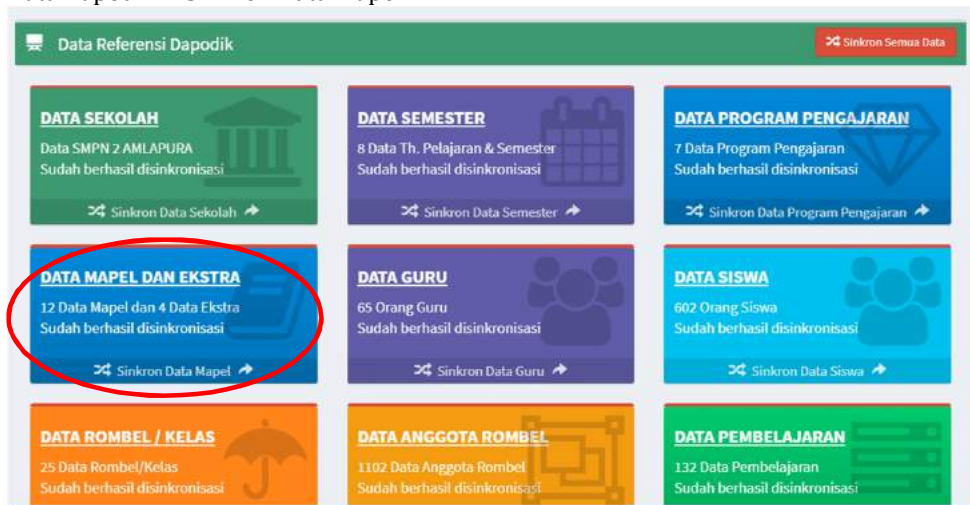 Data Referensi Dapodik
Sinkron Semua Data
DATA SEKOLAH
Data SMPN 2 AMLAPURA
Sudah berhasil disinkronisasi
Sinkron Data Sekolah
DATA SEMESTER
8 Data Th. Pelajaran & Semester
Sudah berhasil disinkronisasi
Sinkron Data Semester
DATA PROGRAM PENGAJARAN
7 Data Program Pengajaran
Sudah berhasil disinkronisasi
Sinkron Data Program Pengajaran
DATA MAPEL DAN EKSTRA
12 Data Mapel dan 4 Data Ekstra
Sudah berhasil disinkronisasi
Sinkron Data Mapel
DATA GURU
65 Orang Guru
Sudah berhasil disinkronisasi
Sinkron Data Guru
DATA SISWA
602 Orang Siswa
Sudah berhasil disinkronisasi
Sinkron Data Siswa
DATA ROMBEL / KELAS
25 Data Rombel/Kelas
Sudah berhasil disinkronisasi
DATA ANGGOTA ROMBEL
1102 Data Anggota Rombel
Sudah berhasil disinkronisasi
DATA PEMBELAJARAN
132 Data Pembelajaran
Sudah berhasil disinkronisasi